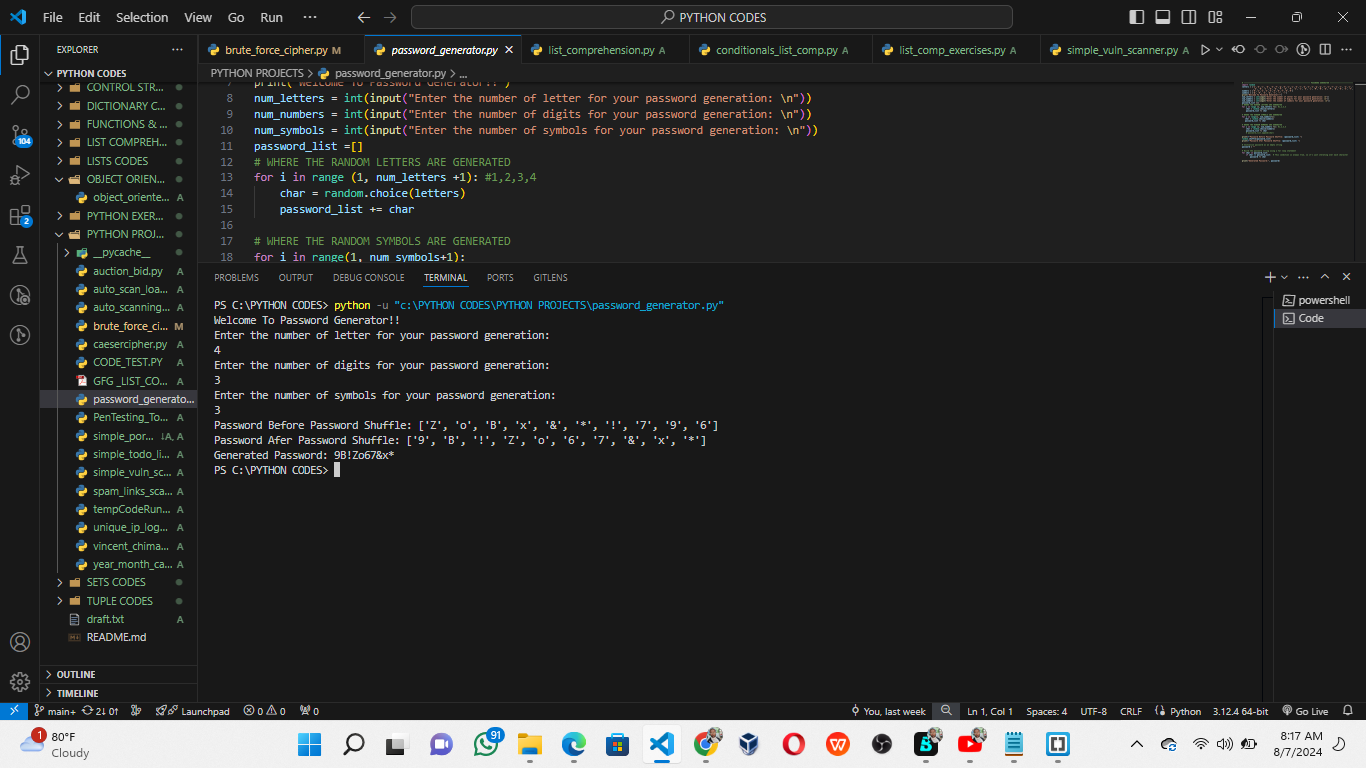 File Edit Selection View Go Run ···
PYTHON CODES
EXPLORER ···
brute_force_cipher.py M
password_generator.py
list_comprehension.py A
conditionals_list_comp.py A
list_comp_exercises.py A
simple_vuln_scanner.py A
PYTHON CODES
CONTROL STR...
DICTIONARY C...
FUNCTIONS & ...
LIST COMPREH...
LISTS CODES
OBJECT ORIEN...
object_oriente... A
PYTHON EXER...
PYTHON PROJ...
__pycache__
auction_bid.py A
auto_scan_loa... A
auto_scanning... A
brute_force_ci... M
caesercipher.py A
CODE_TEST.PY A
GFG _LIST_CO... A
password_generato...
PenTesting_To... A
simple_por... ↓A, A
simple_todo_li... A
simple_vuln_sc... A
spam_links_sca... A
tempCodeRun... A
unique_ip_log... A
vincent_chima... A
year_month_ca... A
SETS CODES
TUPLE CODES
draft.txt A
README.md
OUTLINE
TIMELINE
104
2
PYTHON PROJECTS > password_generator.py > ...
7 print("Welcome To Password Generator!!")
8 num_letters = int(input("Enter the number of letter for your password generation: \n"))
9 num_numbers = int(input("Enter the number of digits for your password generation: \n"))
10 num_symbols = int(input("Enter the number of symbols for your password generation: \n"))
11 password_list =[]
12 # WHERE THE RANDOM LETTERS ARE GENERATED
13 for i in range (1, num_letters +1): #1,2,3,4
14 char = random.choice(letters)
15 password_list += char
16
17 # WHERE THE RANDOM SYMBOLS ARE GENERATED
18 for i in range(1, num_symbols+1):
PROBLEMS OUTPUT DEBUG CONSOLE TERMINAL PORTS GITLENS
powershell
Code
PS C:\PYTHON CODES> python -u "c:\PYTHON CODES\PYTHON PROJECTS\password_generator.py"
Welcome To Password Generator!!
Enter the number of letter for your password generation:
4
Enter the number of digits for your password generation:
3
Enter the number of symbols for your password generation:
3
Password Before Password Shuffle: ['Z', 'o', 'B', 'x', '&', '*', '!', '7', '9', '6']
Password Afer Password Shuffle: ['9', 'B', '!', 'Z', 'o', '6', '7', '&', 'x', '*']
Generated Password: 9B!Zo67&x*
PS C:\PYTHON CODES>
main+ 2↓ 0↑ Launchpad 0 0 0 You, last week Ln 1, Col 1 Spaces: 4 UTF-8 CRLF Python 3.12.4 64-bit Go Live
1
80°F
Cloudy
91
8:17 AM
8/7/2024